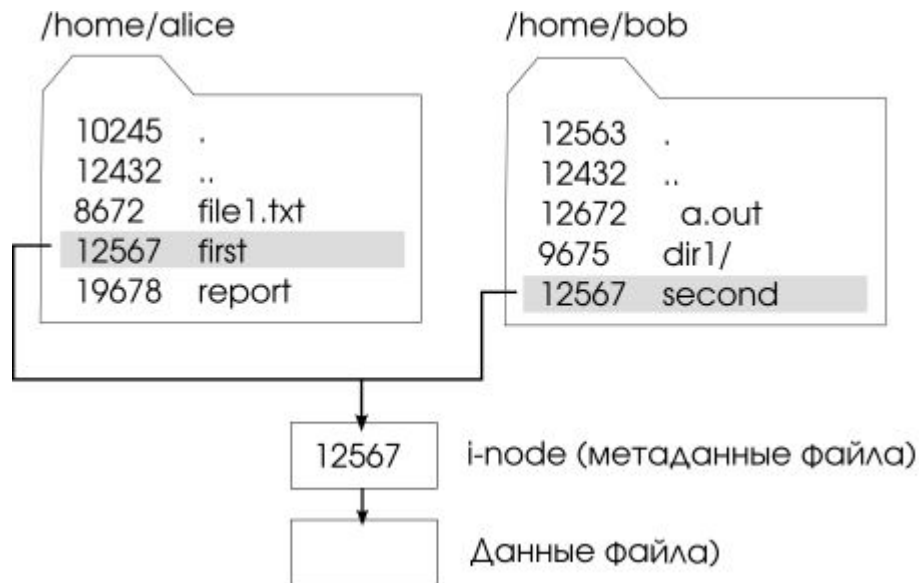 /home/alice
10245 .
12432 ..
8672 file1.txt
12567 first
19678 report
/home/bob
12563 .
12432 ..
12672 a.out
9675 dir1/
12567 second
12567
i-node (метаданные файла)
Данные файла)